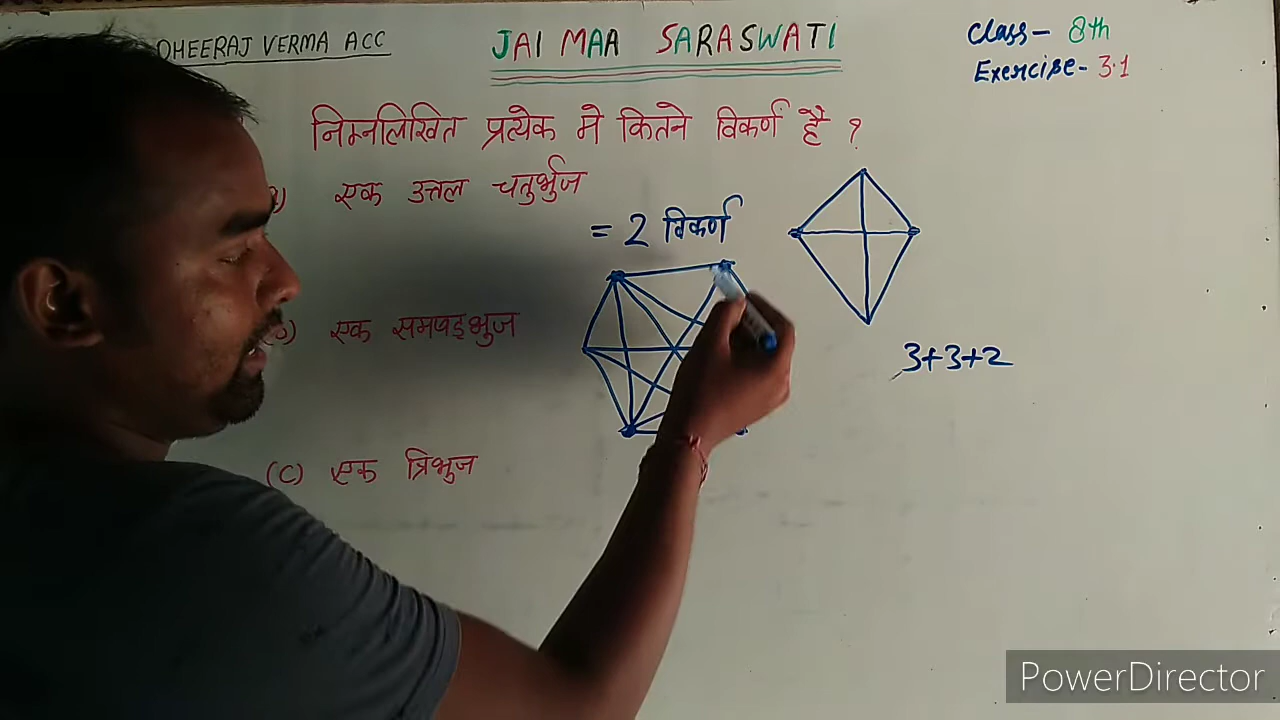 DHEERAJ VERMA ACC
JAI MAA SARASWATI
Class- 8th
Exercise- 3.1
निम्नलिखित प्रत्येक मे कितने विकर्ण है ?
एक उत्तल चतुर्भुज
= 2 विकर्ण
एक समषड्भुज
3+3+2
(C) एक त्रिभुज
PowerDirector